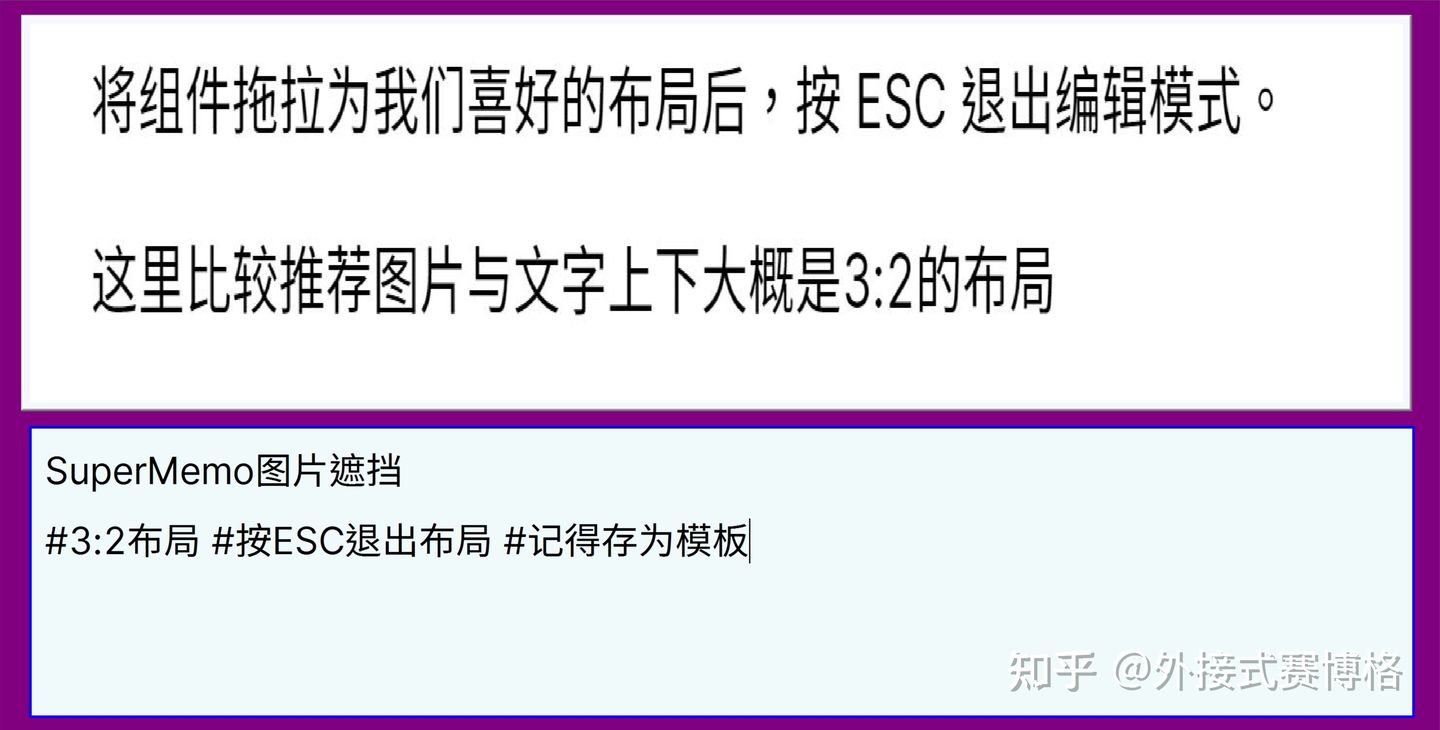 将组件拖拉为我们喜好的布局后，按 ESC 退出编辑模式。
这里比较推荐图片与文字上下大概是3:2的布局
SuperMemo图片遮挡
#3:2布局 #按ESC退出布局 #记得存为模板
知乎 @外接式赛博格